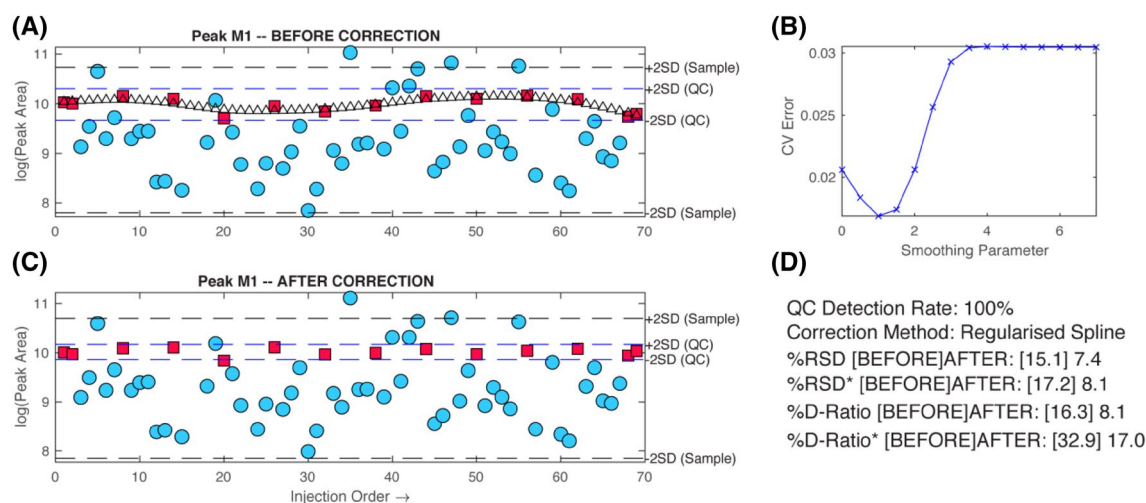 (A)
Peak M1 -- BEFORE CORRECTION
11
10
9
8
log(Peak Area)
+2SD (Sample)
+2SD (QC)
-2SD (QC)
-2SD (Sample)
0 10 20 30 40 50 60 70
(B)
0.03
0.025
0.02
CV Error
0 2 4 6
Smoothing Parameter
(C)
Peak M1 -- AFTER CORRECTION
11
10
9
8
log(Peak Area)
+2SD (Sample)
+2SD (QC)
-2SD (QC)
-2SD (Sample)
0 10 20 30 40 50 60 70
Injection Order →
(D)
QC Detection Rate: 100%
Correction Method: Regularised Spline
%RSD [BEFORE]AFTER: [15.1] 7.4
%RSD* [BEFORE]AFTER: [17.2] 8.1
%D-Ratio [BEFORE]AFTER: [16.3] 8.1
%D-Ratio* [BEFORE]AFTER: [32.9] 17.0